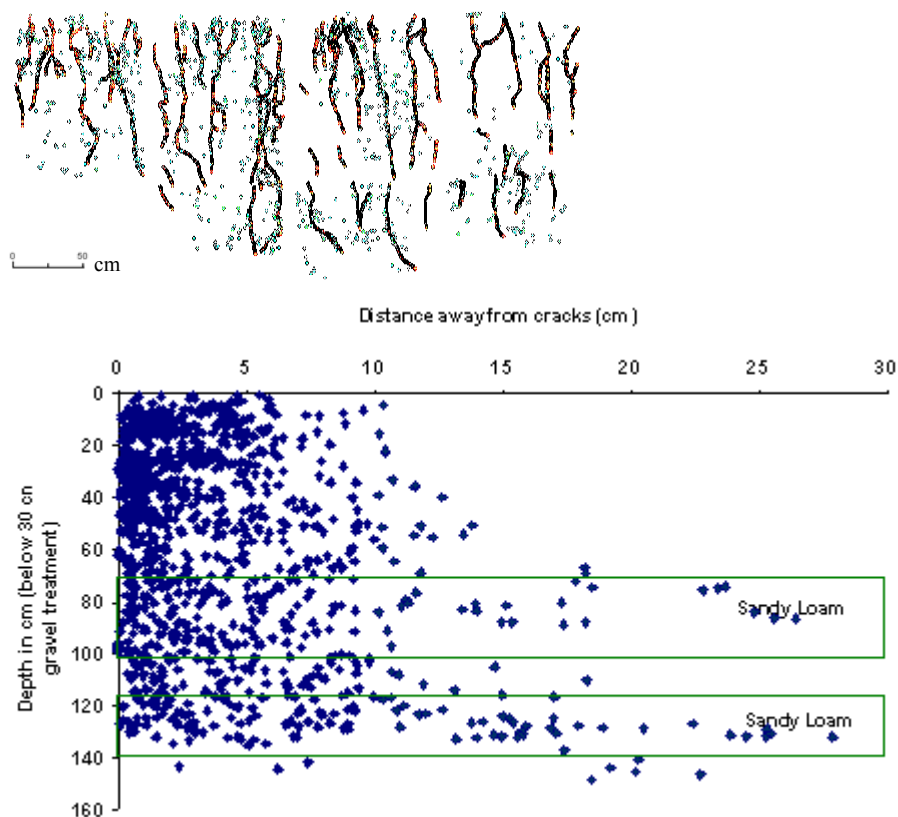 0 50 cm
Distance away from cracks (cm )
0 5 10 15 20 25 30
0
20
40
60
80
100
120
140
160
Depth in cm (below 30 cn
gravel treatment)
Sandy Loam
Sandy Loam